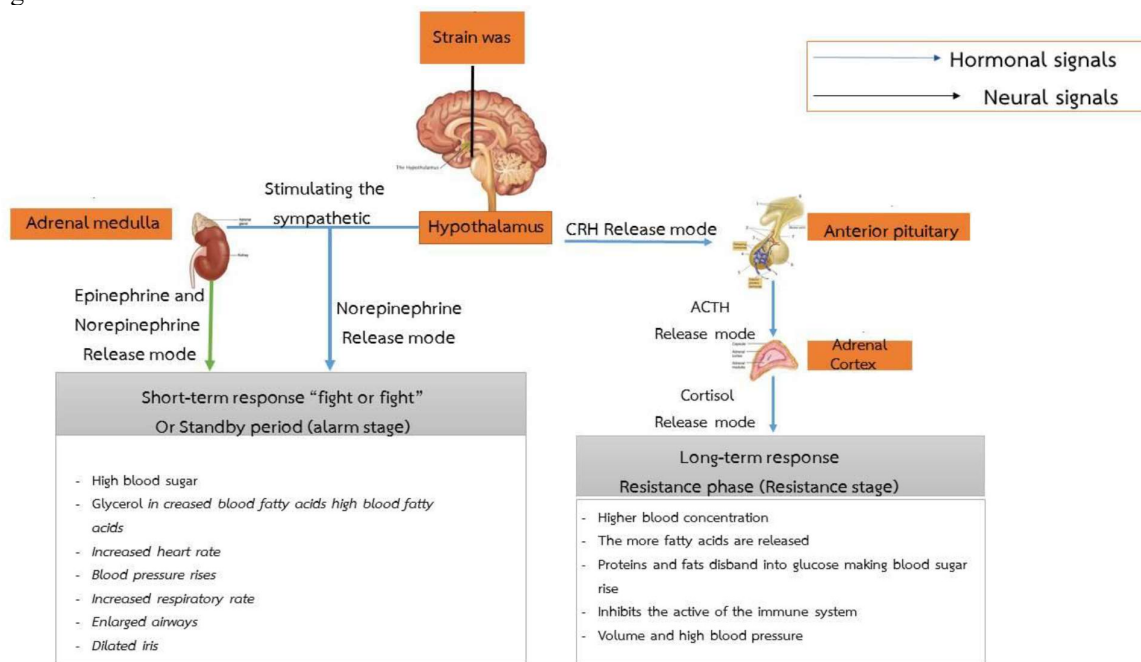 Strain was
Hormonal signals
Neural signals
The Hypothalamus
Stimulating the
sympathetic
Adrenal medulla
Hypothalamus
CRH Release mode
Anterior pituitary
Epinephrine and
Norepinephrine
Release mode
Norepinephrine
Release mode
ACTH
Release mode
Adrenal
Cortex
Cortisol
Release mode
Short-term response “fight or fight”
Or Standby period (alarm stage)
- High blood sugar
- Glycerol in creased blood fatty acids high blood fatty
acids
- Increased heart rate
- Blood pressure rises
- Increased respiratory rate
- Enlarged airways
- Dilated iris
Long-term response
Resistance phase (Resistance stage)
- Higher blood concentration
- The more fatty acids are released
- Proteins and fats disband into glucose making blood sugar
rise
- Inhibits the active of the immune system
- Volume and high blood pressure